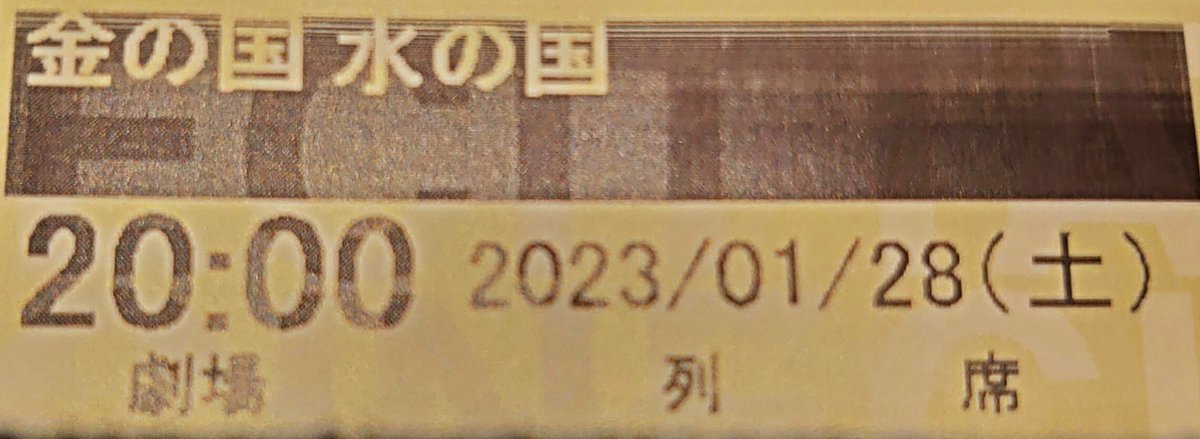 金の国 水の国
20:00 2023/01/28(土)
劇場 列 席